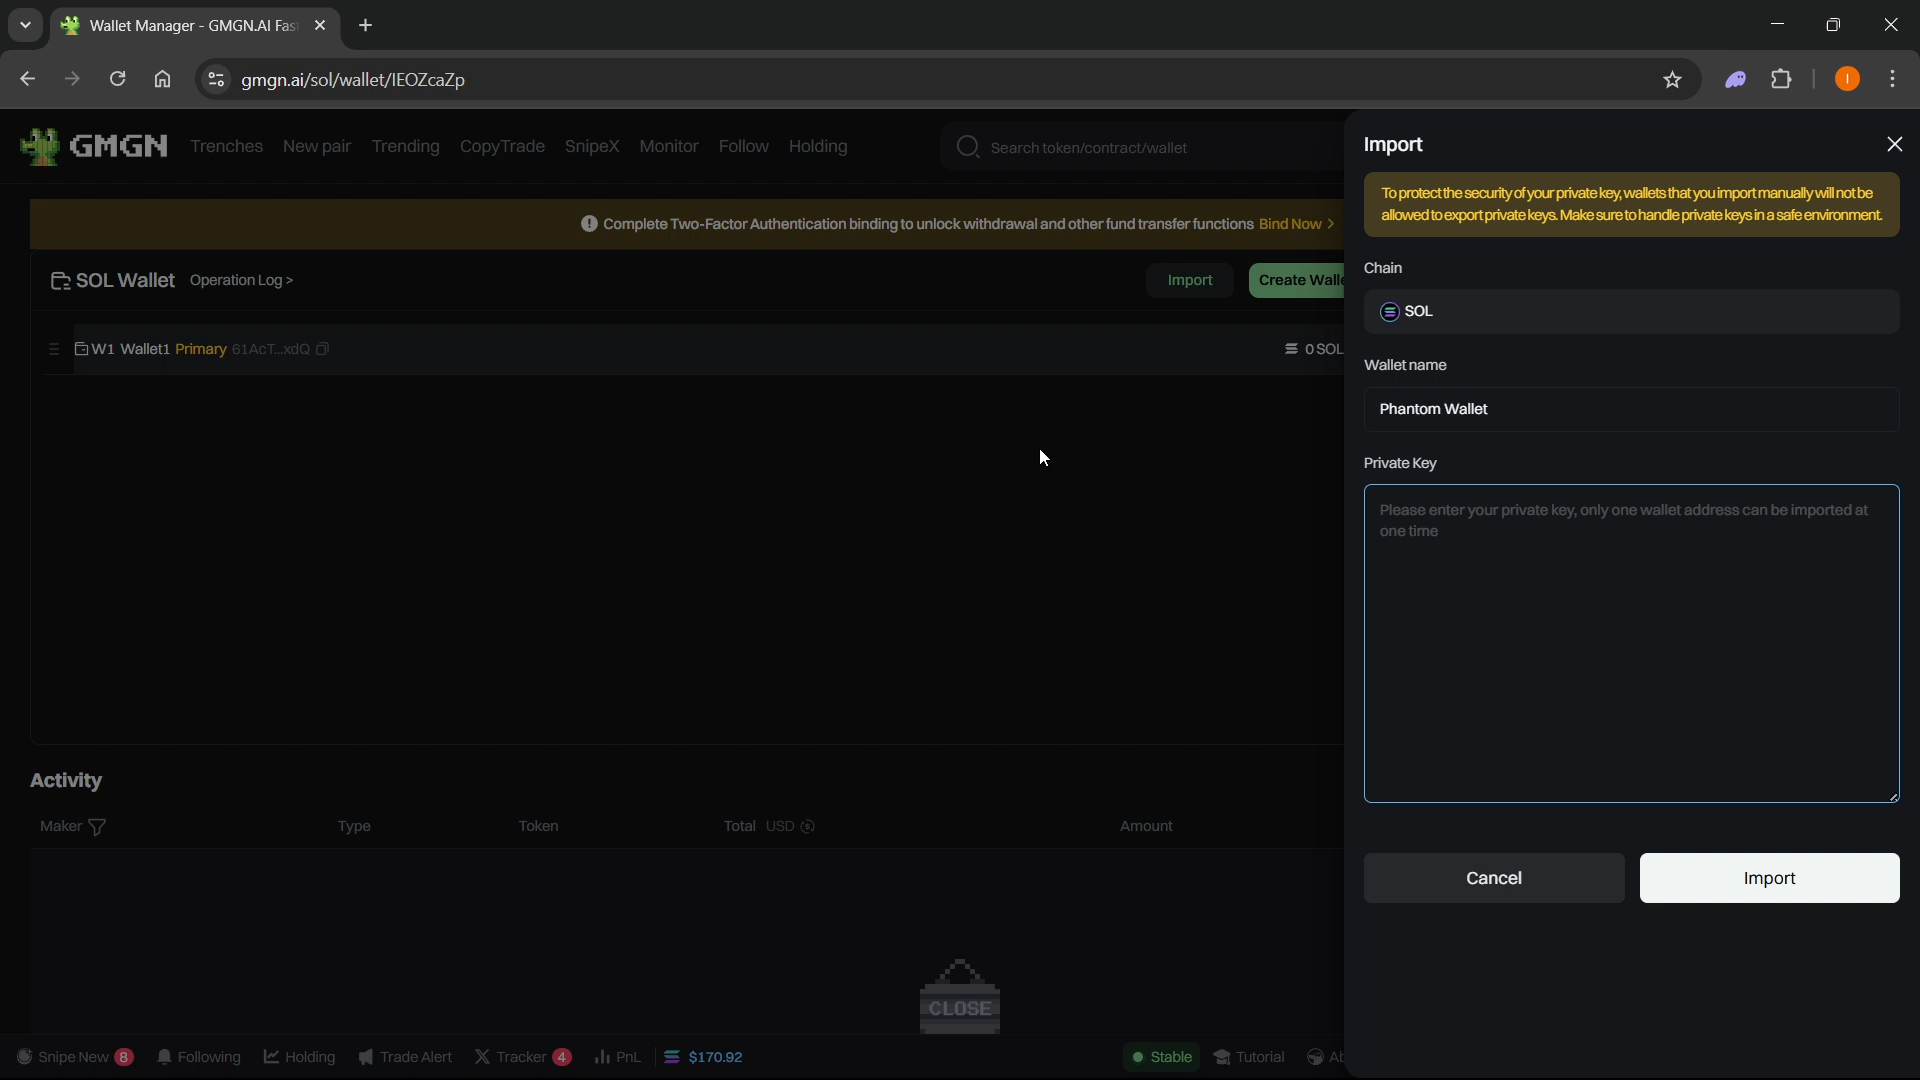 Wallet Manager - GMGN.AI Fas
gmgn.ai/sol/wallet/IEOZcaZp
I
GMGN Trenches New pair Trending CopyTrade SnipeX Monitor Follow Holding Search token/contract/wallet
Complete Two-Factor Authentication binding to unlock withdrawal and other fund transfer functions Bind Now >
SOL Wallet Operation Log > Import Create Walle
W1 Wallet1 Primary 61AcT...xdQ 0 SOL
Activity
Maker Type Token Total USD Amount
CLOSE
Snipe New 8 Following Holding Trade Alert Tracker 4 PnL $170.92 Stable Tutorial Ab
Import
To protect the security of your private key, wallets that you import manually will not be
allowed to export private keys. Make sure to handle private keys in a safe environment.
Chain
SOL
Wallet name
Phantom Wallet
Private Key
Please enter your private key, only one wallet address can be imported at
one time
Cancel Import